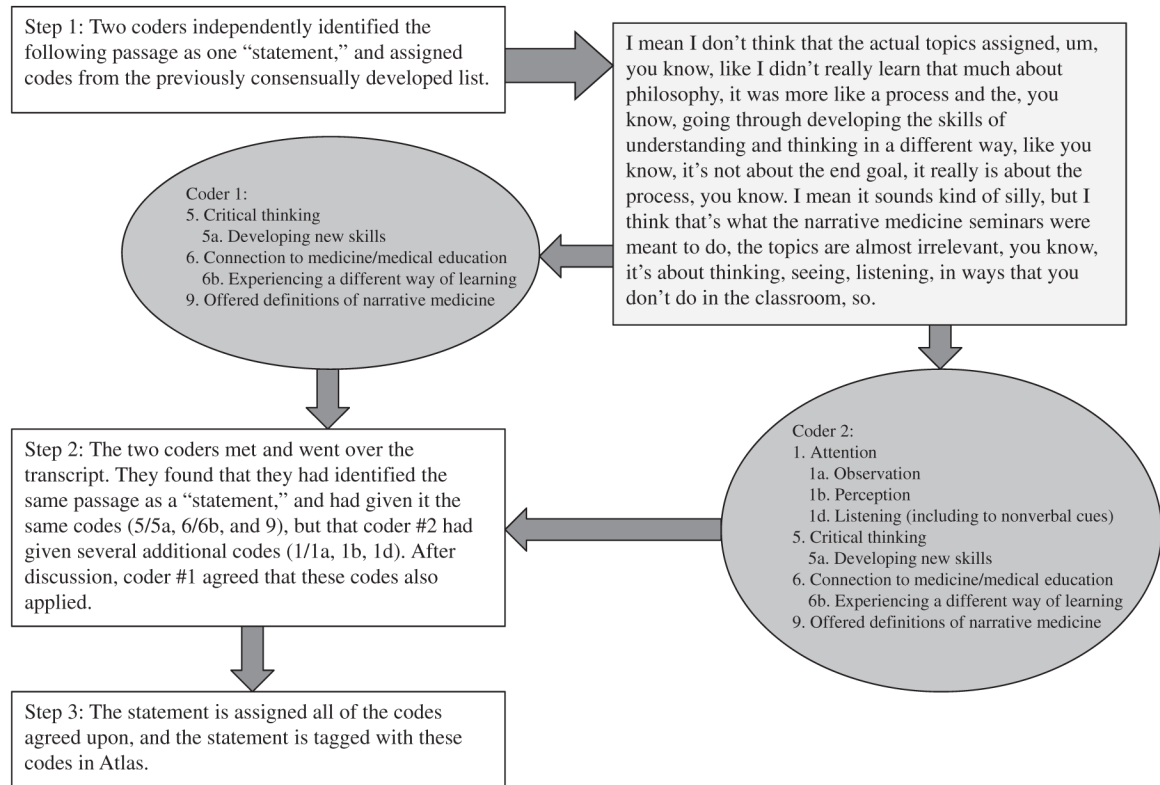 Step 1: Two coders independently identified the
following passage as one “statement,” and assigned
codes from the previously consensually developed list.
I mean I don’t think that the actual topics assigned, um,
you know, like I didn’t really learn that much about
philosophy, it was more like a process and the, you
know, going through developing the skills of
understanding and thinking in a different way, like you
know, it’s not about the end goal, it really is about the
process, you know. I mean it sounds kind of silly, but I
think that’s what the narrative medicine seminars were
meant to do, the topics are almost irrelevant, you know,
it’s about thinking, seeing, listening, in ways that you
don’t do in the classroom, so.
Coder 1:
5. Critical thinking
5a. Developing new skills
6. Connection to medicine/medical education
6b. Experiencing a different way of learning
9. Offered definitions of narrative medicine
Coder 2:
1. Attention
1a. Observation
1b. Perception
1d. Listening (including to nonverbal cues)
5. Critical thinking
5a. Developing new skills
6. Connection to medicine/medical education
6b. Experiencing a different way of learning
9. Offered definitions of narrative medicine
Step 2: The two coders met and went over the
transcript. They found that they had identified the
same passage as a “statement,” and had given it the
same codes (5/5a, 6/6b, and 9), but that coder #2 had
given several additional codes (1/1a, 1b, 1d). After
discussion, coder #1 agreed that these codes also
applied.
Step 3: The statement is assigned all of the codes
agreed upon, and the statement is tagged with these
codes in Atlas.